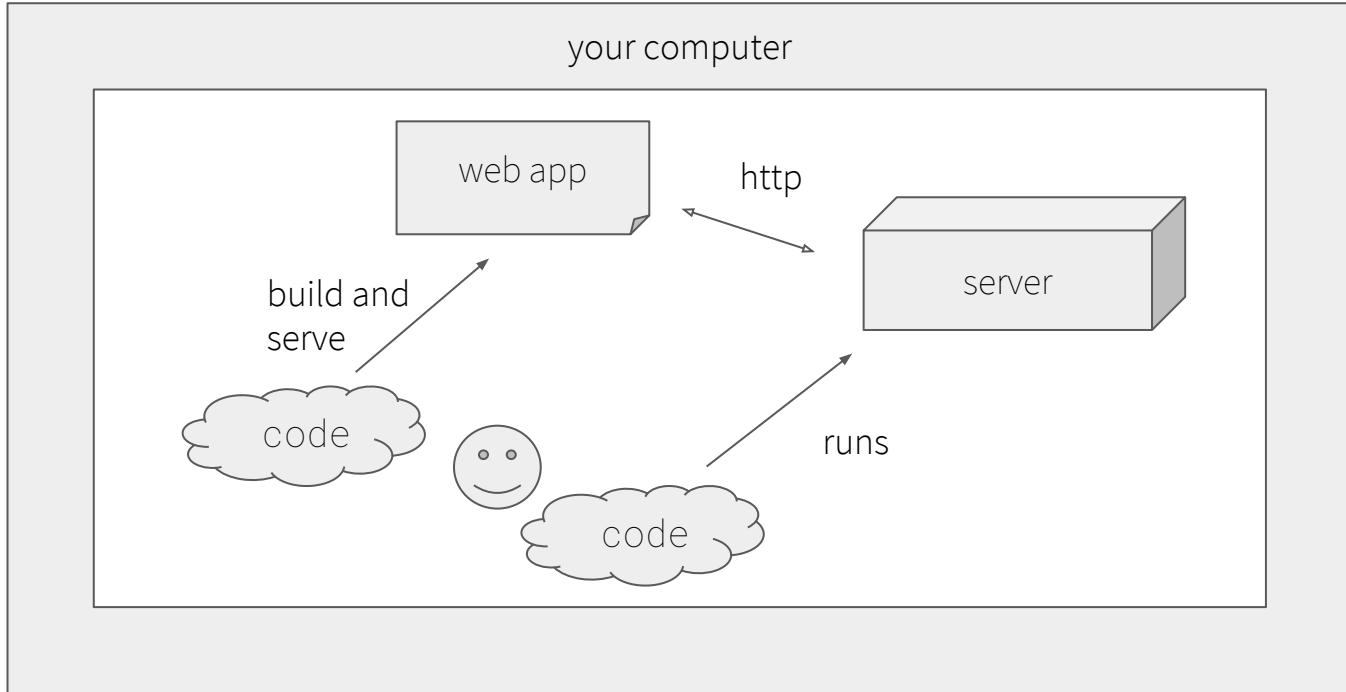 your computer
web app
http
server
build and
serve
code
runs
code